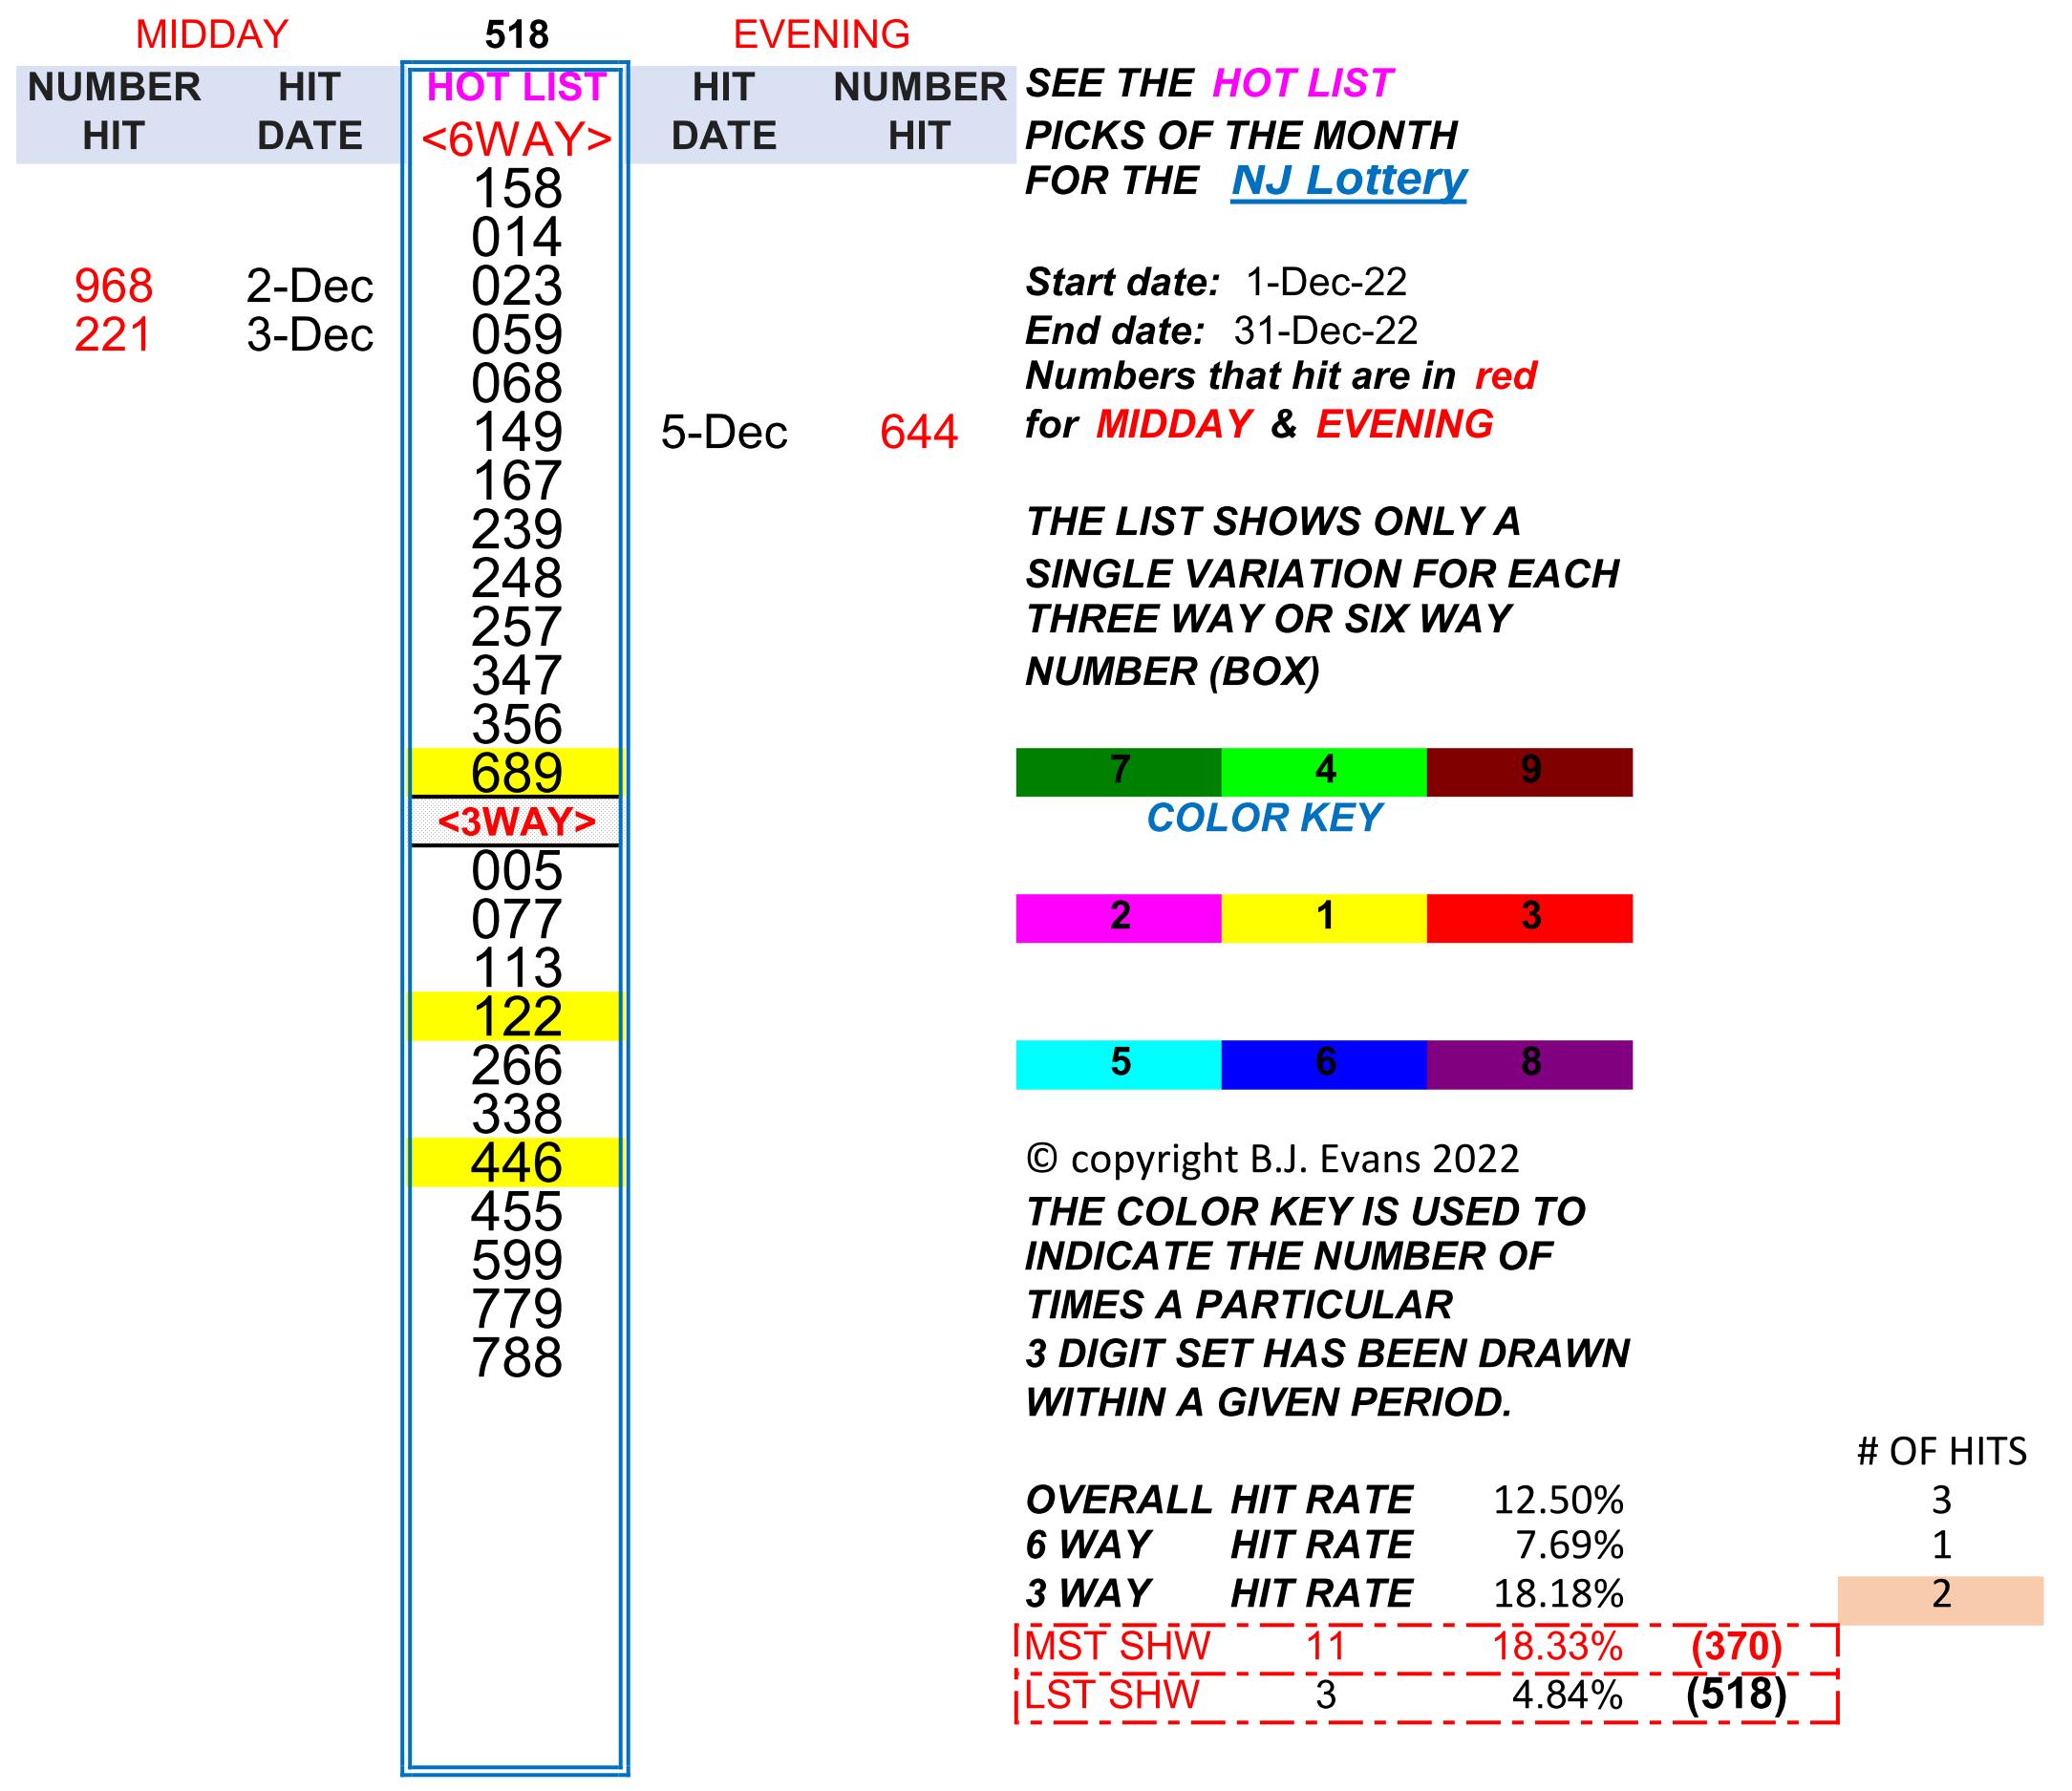 MIDDAY 518 EVENING
NUMBER HIT HOT LIST HIT NUMBER
HIT DATE <6WAY> DATE HIT
158
014
968 2-Dec 023
221 3-Dec 059
068
149 5-Dec 644
167
239
248
257
347
356
689
<3WAY>
005
077
113
122
266
338
446
455
599
779
788
SEE THE HOT LIST
PICKS OF THE MONTH
FOR THE NJ Lottery
Start date: 1-Dec-22
End date: 31-Dec-22
Numbers that hit are in red
for MIDDAY & EVENING
THE LIST SHOWS ONLY A
SINGLE VARIATION FOR EACH
THREE WAY OR SIX WAY
NUMBER (BOX)
7 4 9
COLOR KEY
2 1 3
5 6 8
© copyright B.J. Evans 2022
THE COLOR KEY IS USED TO
INDICATE THE NUMBER OF
TIMES A PARTICULAR
3 DIGIT SET HAS BEEN DRAWN
WITHIN A GIVEN PERIOD.
# OF HITS
OVERALL HIT RATE 12.50% 3
6 WAY HIT RATE 7.69% 1
3 WAY HIT RATE 18.18% 2
MST SHW 11 18.33% (370)
LST SHW 3 4.84% (518)